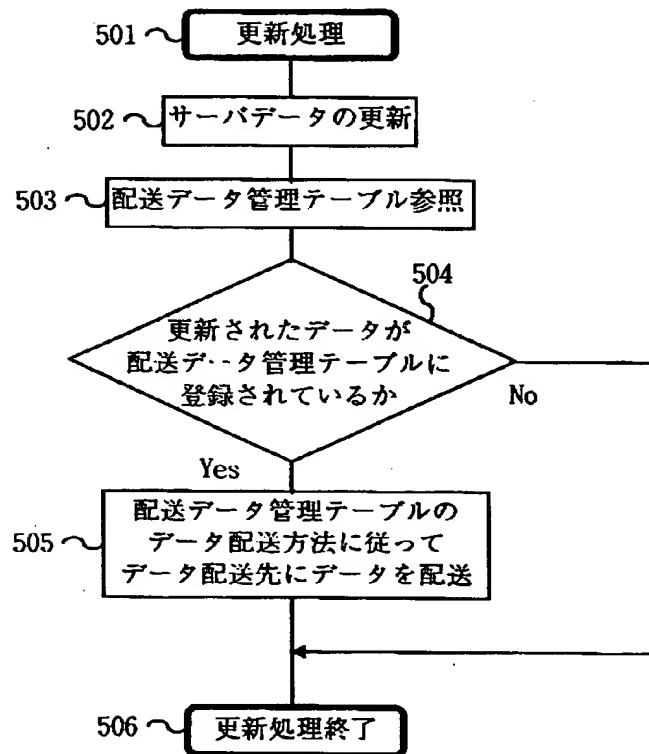 501 更新処理
502 サーバデータの更新
503 配送データ管理テーブル参照
504
更新されたデータが
配送データ管理テーブルに
登録されているか
No
Yes
505
配送データ管理テーブルの
データ配送方法に従って
データ配送先にデータを配送
506 更新処理終了